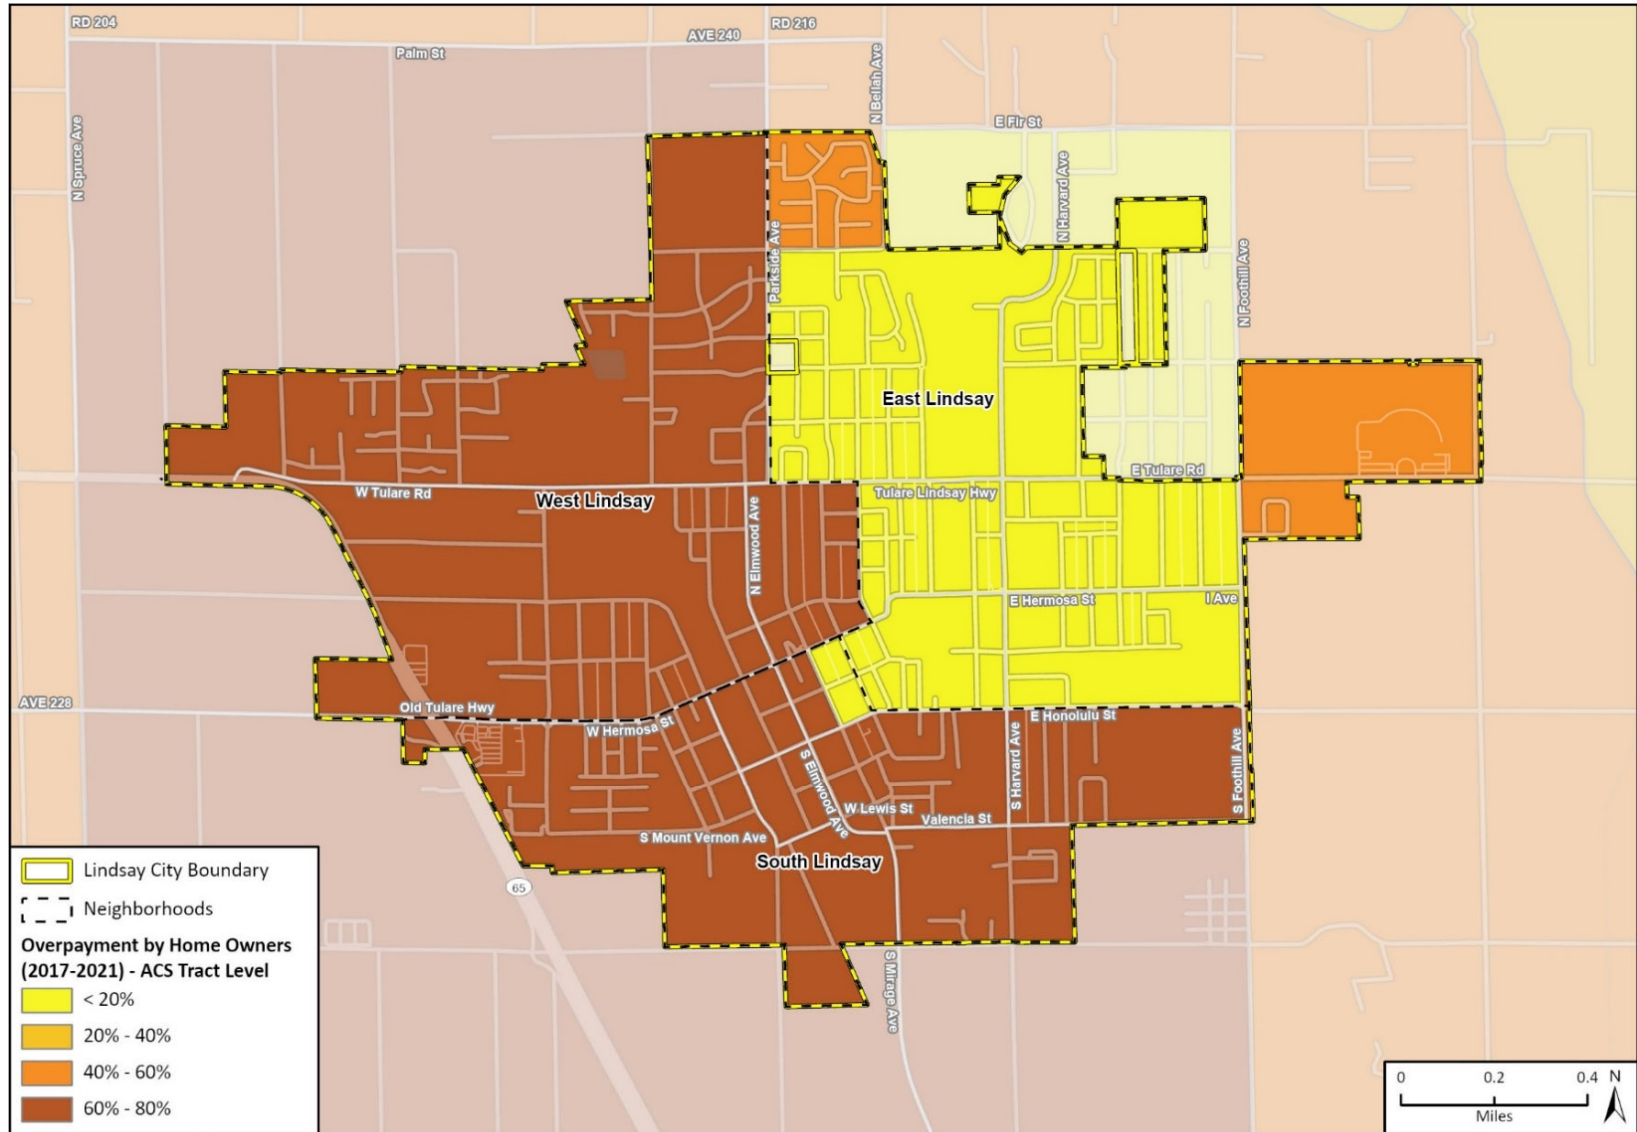 RD 204
RD 216
AVE 240
Palm St
N Bellah Ave
E Fir St
N Spruce Ave
N Harvard Ave
Parkside Ave
N Foothill Ave
East Lindsay
E Tulare Rd
W Tulare Rd
West Lindsay
Tulare Lindsay Hwy
N Elmwood Ave
E Hermosa St
I Ave
AVE 228
Old Tulare Hwy
W Hermosa St
E Honolulu St
S Elmwood Ave
S Harvard Ave
S Foothill Ave
W Lewis St
Valencia St
S Mount Vernon Ave
South Lindsay
65
S Mirage Ave
Lindsay City Boundary
Neighborhoods
Overpayment by Home Owners
(2017-2021) - ACS Tract Level
< 20%
20% - 40%
40% - 60%
60% - 80%
0 0.2 0.4 N
Miles